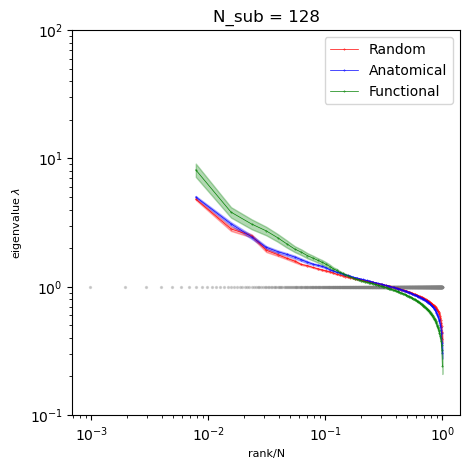 N_sub = 128
Random
Anatomical
Functional
10²
10¹
10⁰
10⁻¹
eigenvalue λ
10⁻³
10⁻²
10⁻¹
10⁰
rank/N